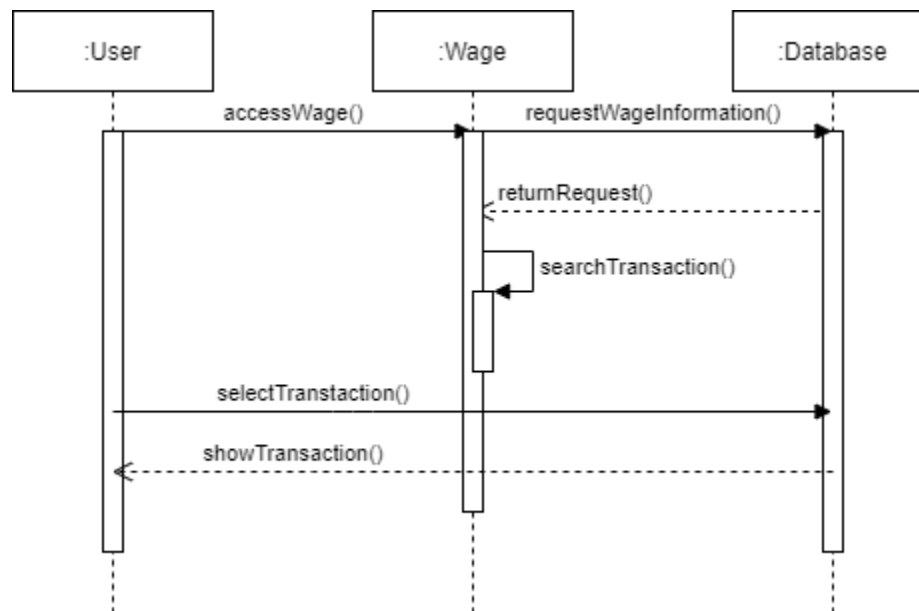 :User
:Wage
:Database
accessWage()
requestWageInformation()
returnRequest()
searchTransaction()
selectTranstaction()
showTransaction()